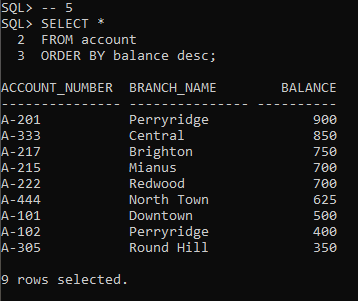 SQL> -- 5
SQL> SELECT *
  2  FROM account
  3  ORDER BY balance desc;
ACCOUNT_NUMBER  BRANCH_NAME        BALANCE
--------------- --------------- ----------
A-201           Perryridge             900
A-333           Central                850
A-217           Brighton               750
A-215           Mianus                 700
A-222           Redwood                700
A-444           North Town             625
A-101           Downtown               500
A-102           Perryridge             400
A-305           Round Hill             350
9 rows selected.